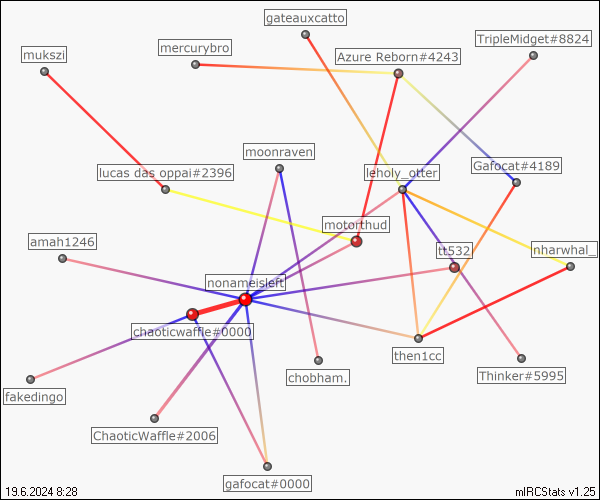 gateauxcatto
TripleMidget#8824
mukszi
mercurybro
Azure Reborn#4243
moonraven
lucas das oppai#2396
leholy_otter
Gafocat#4189
motorthud
amah1246
tt532
nharwhal_
nonameisleft
chaoticwaffle#0000
then1cc
chobham.
Thinker#5995
fakedingo
ChaoticWaffle#2006
gafocat#0000
19.6.2024 8:28
mIRCStats v1.25